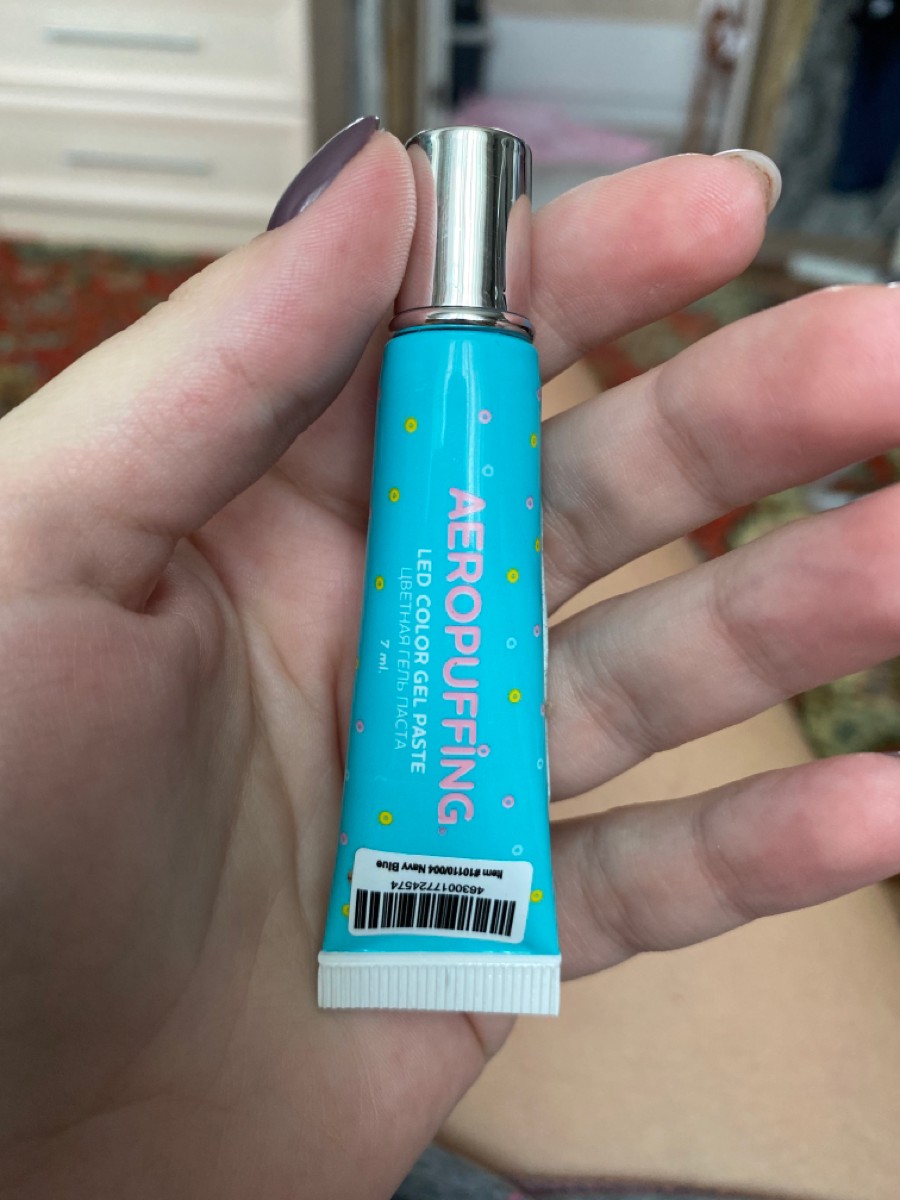 AEROPUFFING
LED COLOR GEL PASTE
ЦВЕТНАЯ ГЕЛЬ ПАСТА
7 ml.
Item #10110/004 Navy Blue
4630017724574